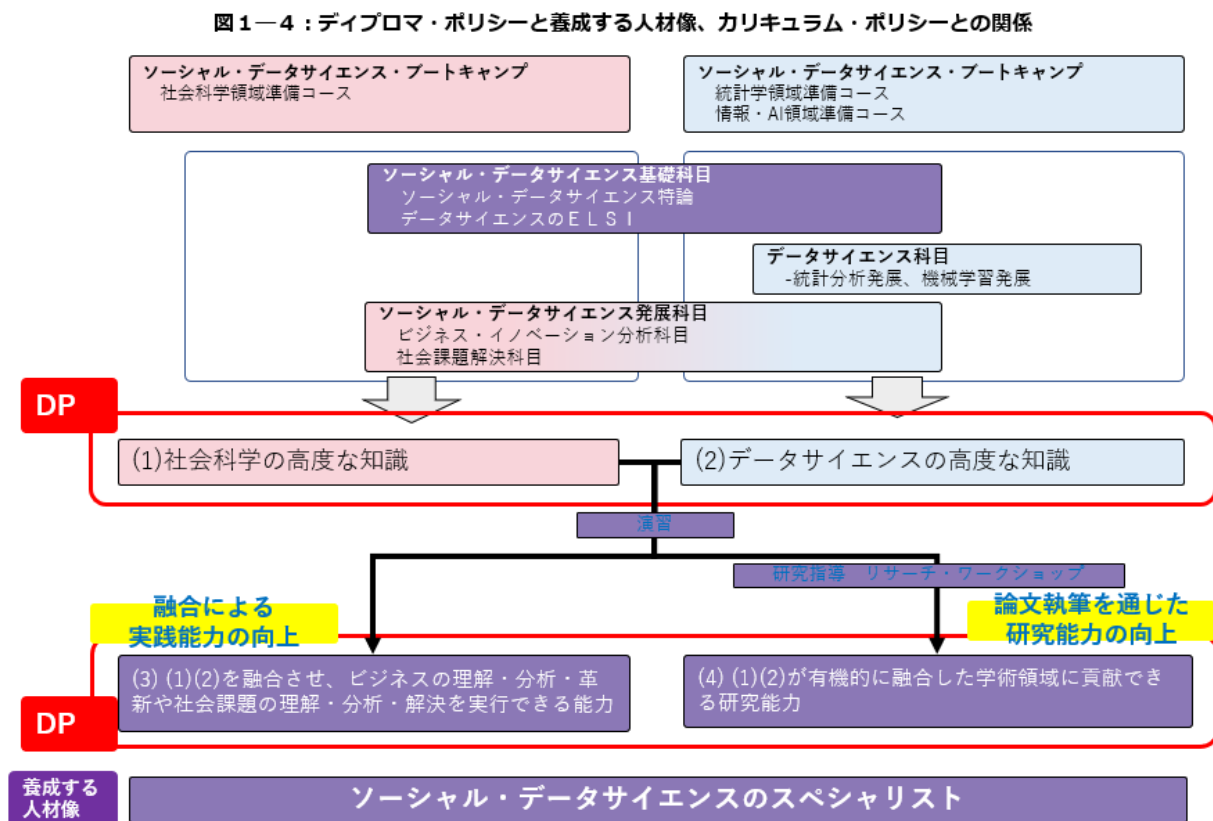 図1―4：デイプロマ・ポリシーと養成する人材像、カリキュラム・ポリシーとの関係
ソーシャル・データサイエンス・ブートキャンプ
社会科学領域準備コース
ソーシャル・データサイエンス・ブートキャンプ
統計学領域準備コース
情報・AI領域準備コース
ソーシャル・データサイエンス基礎科目
ソーシャル・データサイエンス特論
データサイエンスのＥＬＳＩ
データサイエンス科目
-統計分析発展、機械学習発展
ソーシャル・データサイエンス発展科目
ビジネス・イノベーション分析科目
社会課題解決科目
DP
(1)社会科学の高度な知識
(2)データサイエンスの高度な知識
演習
研究指導　リサーチ・ワークショップ
融合による
実践能力の向上
論文執筆を通じた
研究能力の向上
(3) (1)(2)を融合させ、ビジネスの理解・分析・革
新や社会課題の理解・分析・解決を実行できる能力
(4) (1)(2)が有機的に融合した学術領域に貢献でき
る研究能力
DP
養成する
人材像
ソーシャル・データサイエンスのスペシャリスト